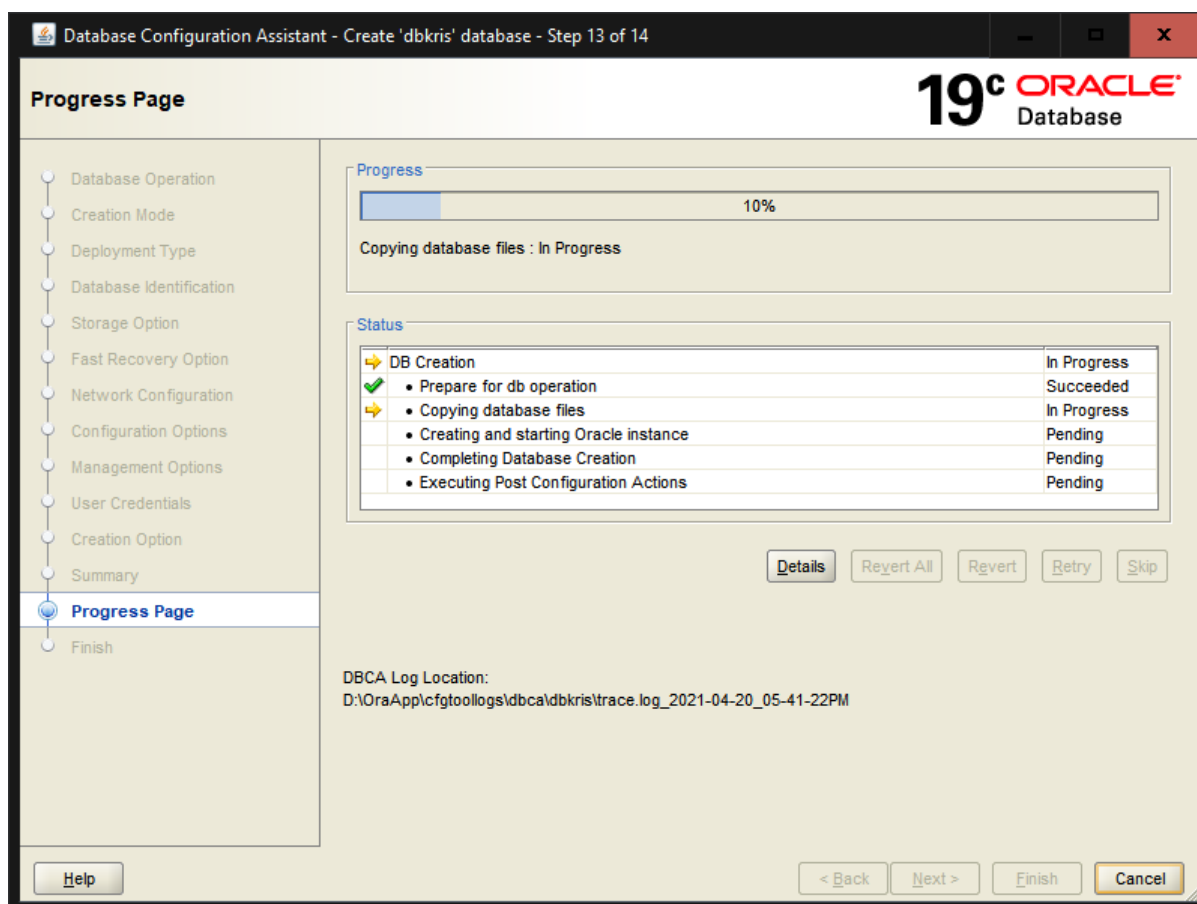 Database Configuration Assistant - Create 'dbkris' database - Step 13 of 14
Progress Page
19c ORACLE
Database
Database Operation
Creation Mode
Deployment Type
Database Identification
Storage Option
Fast Recovery Option
Network Configuration
Configuration Options
Management Options
User Credentials
Creation Option
Summary
Progress Page
Finish
Progress
10%
Copying database files : In Progress
Status
DB Creation In Progress
• Prepare for db operation Succeeded
• Copying database files In Progress
• Creating and starting Oracle instance Pending
• Completing Database Creation Pending
• Executing Post Configuration Actions Pending
Details Revert All Revert Retry Skip
DBCA Log Location:
D:\OraApp\cfgtoollogs\dbca\dbkris\trace.log_2021-04-20_05-41-22PM
Help < Back Next > Finish Cancel